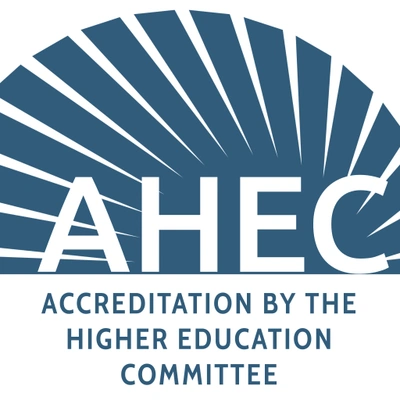 AHEC
ACCREDITATION BY THE
HIGHER EDUCATION
COMMITTEE